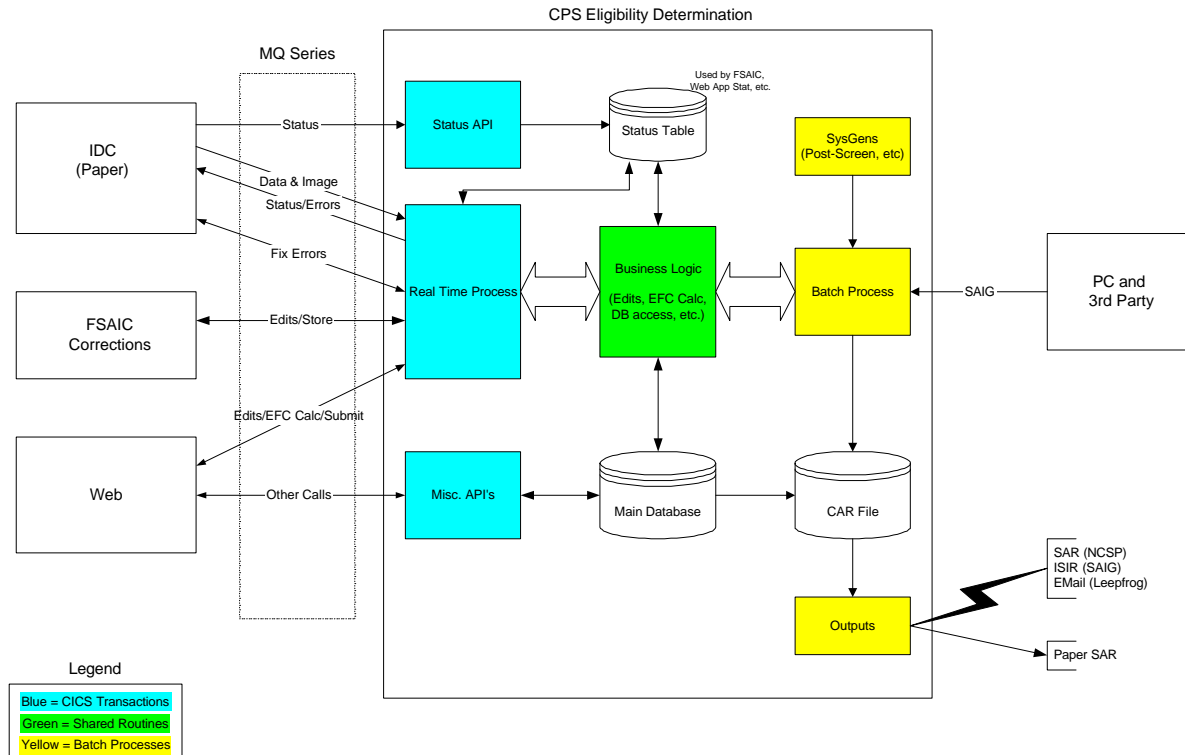 CPS Eligibility Determination
MQ Series
Used by FSAIC,
Web App Stat, etc.
IDC
(Paper)
Status
Status API
Status Table
SysGens
(Post-Screen, etc)
Data & Image
Status/Errors
Fix Errors
Real Time Process
Business Logic
(Edits, EFC Calc,
DB access, etc.)
Batch Process
SAIG
PC and
3rd Party
FSAIC
Corrections
Edits/Store
Edits/EFC Calc/Submit
Web
Other Calls
Misc. API's
Main Database
CAR File
SAR (NCSP)
ISIR (SAIG)
EMail (Leepfrog)
Outputs
Paper SAR
Legend
Blue = CICS Transactions
Green = Shared Routines
Yellow = Batch Processes